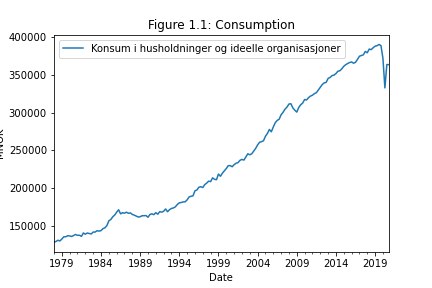 Figure 1.1: Consumption
Konsum i husholdninger og ideelle organisasjoner
400000
350000
300000
250000
200000
150000
1979 1984 1989 1994 1999 2004 2009 2014 2019
Date